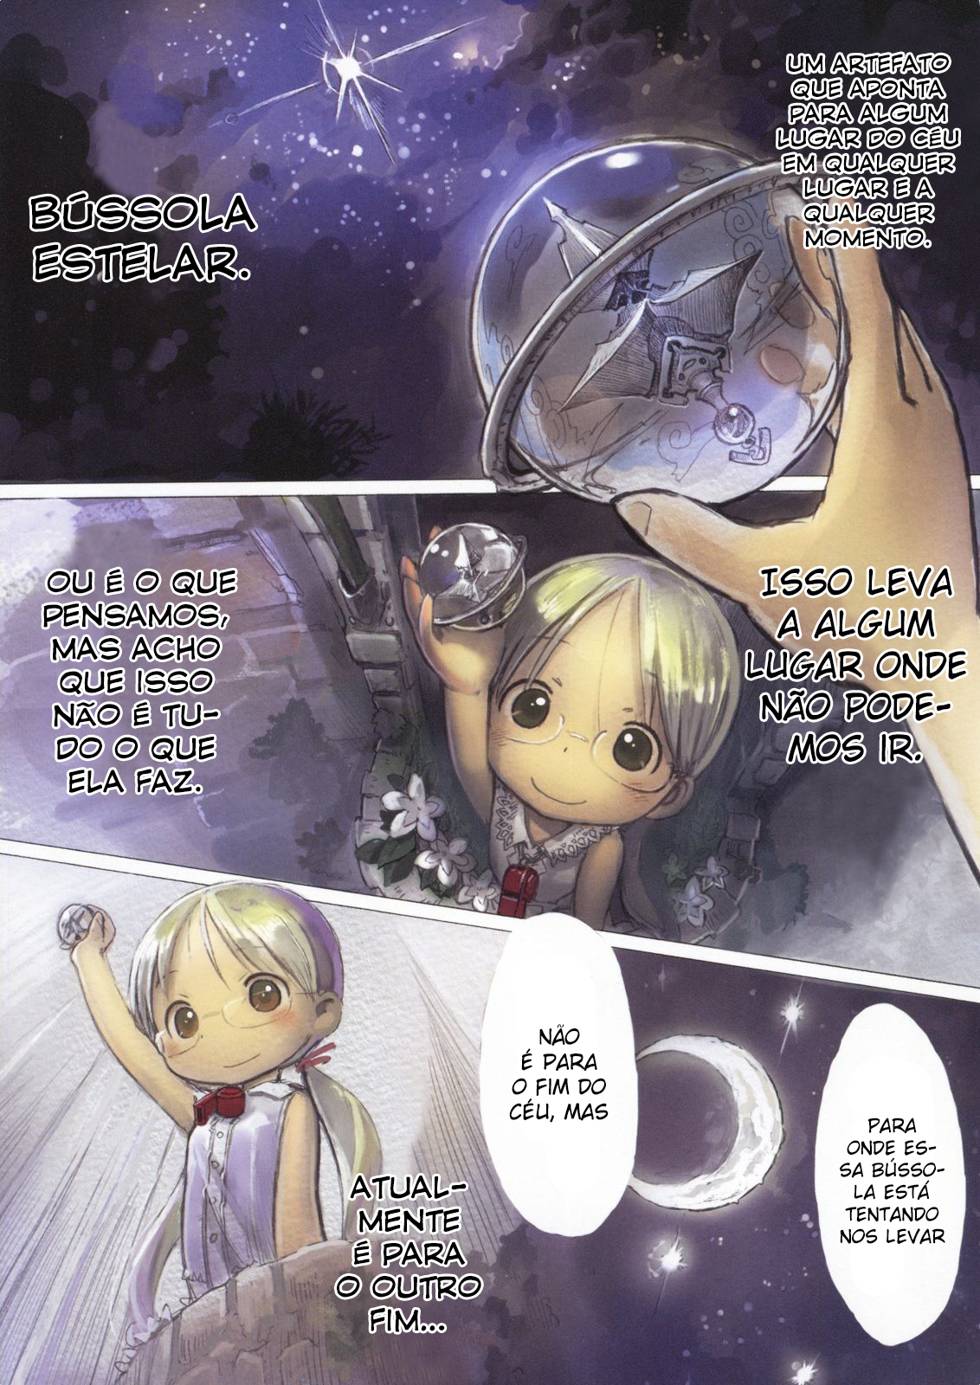 UM ARTEFATO
QUE APONTA
PARA ALGUM
LUGAR DO CÉU
EM QUALQUER
LUGAR E A
QUALQUER
MOMENTO.
BÚSSOLA
ESTELAR.
ISSO LEVA
A ALGUM
LUGAR ONDE
NÃO PODE-
MOS IR.
OU É O QUE
PENSAMOS,
MAS ACHO
QUE ISSO
NÃO É TU-
DO O QUE
ELA FAZ.
PARA
ONDE ES-
SA BÚSSO-
LA ESTÁ
TENTANDO
NOS LEVAR
NÃO
É PARA
O FIM DO
CÉU, MAS
ATUAL-
MENTE
É PARA
O OUTRO
FIM...